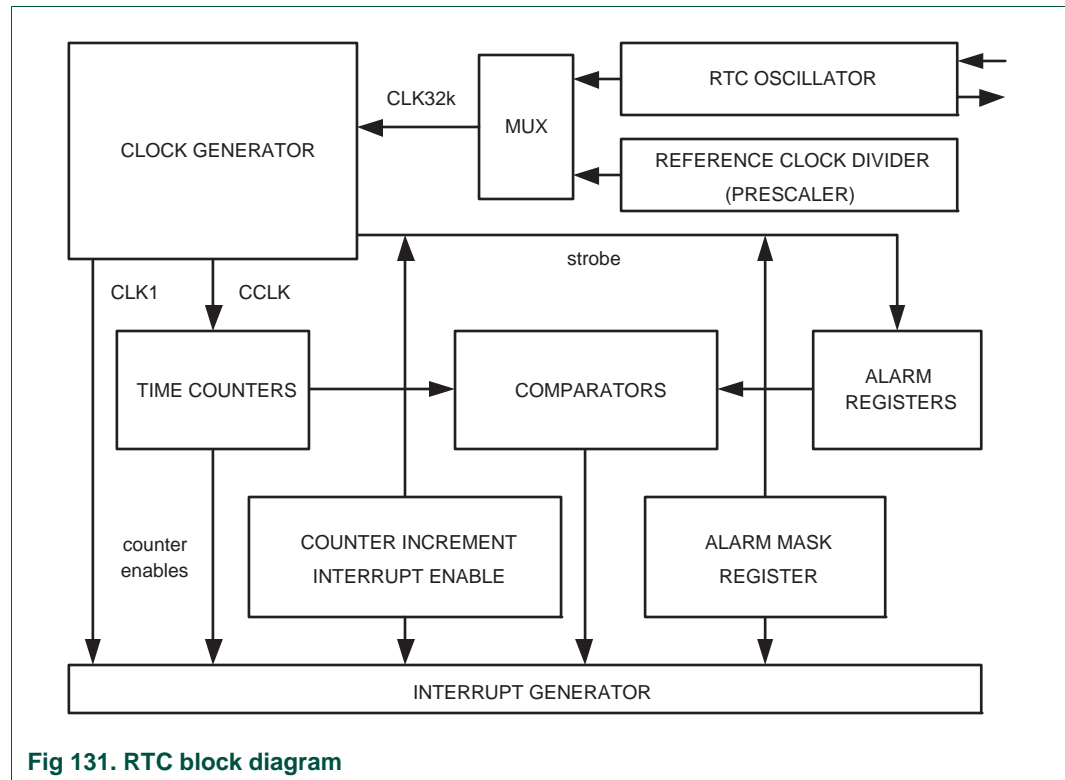 RTC OSCILLATOR
CLK32k
MUX
CLOCK GENERATOR
REFERENCE CLOCK DIVIDER
(PRESCALER)
strobe
CLK1
CCLK
TIME COUNTERS
COMPARATORS
ALARM
REGISTERS
counter
enables
COUNTER INCREMENT
INTERRUPT ENABLE
ALARM MASK
REGISTER
INTERRUPT GENERATOR
Fig 131. RTC block diagram